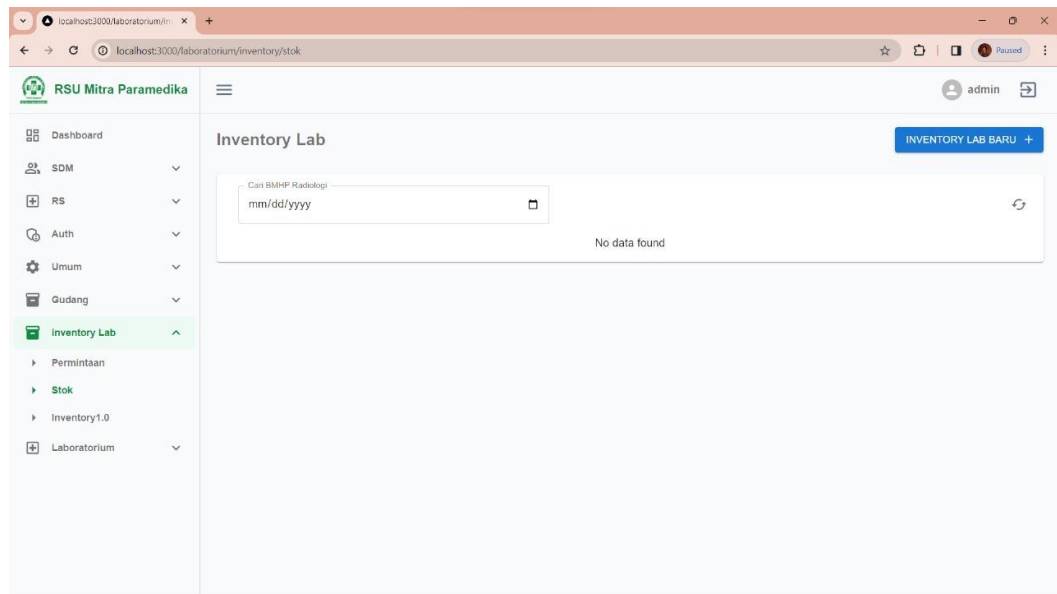 localhost:3000/laboratorium/in
localhost:3000/laboratorium/inventory/stok
Paused
RSU Mitra Paramedika
admin
Dashboard
Inventory Lab
INVENTORY LAB BARU +
SDM
RS
Cari BMHP Radiologi
mm/dd/yyyy
Auth
No data found
Umum
Gudang
inventory Lab
Permintaan
Stok
Inventory1.0
Laboratorium